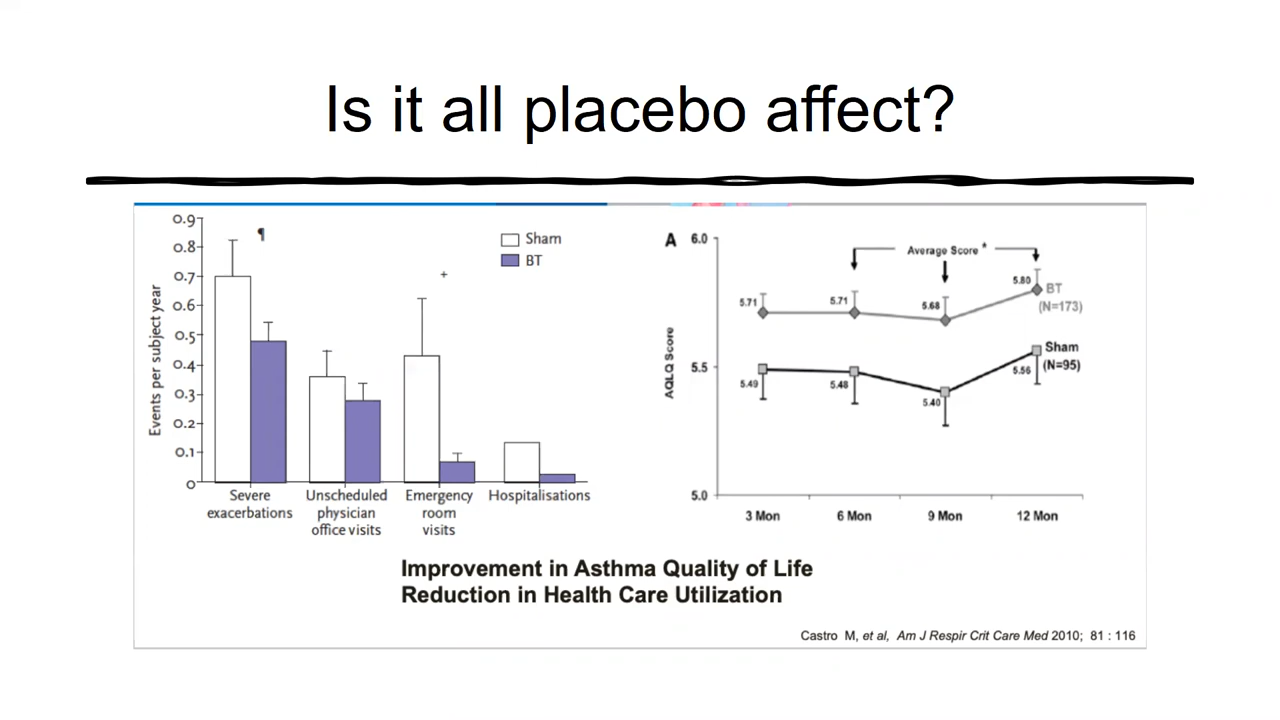 Is it all placebo affect?
0.9
0.8
0.7
0.6
0.5
0.4
0.3
0.2
0.1
0
Events per subject year
¶
+
Sham
BT
Severe
exacerbations
Unscheduled
physician
office visits
Emergency
room
visits
Hospitalisations
A
6.0
5.5
5.0
AQLQ Score
Average Score *
5.71
5.71
5.68
5.80
BT
(N=173)
5.49
5.48
5.40
5.56
Sham
(N=95)
3 Mon
6 Mon
9 Mon
12 Mon
Improvement in Asthma Quality of Life
Reduction in Health Care Utilization
Castro M, et al, Am J Respir Crit Care Med 2010; 81 : 116